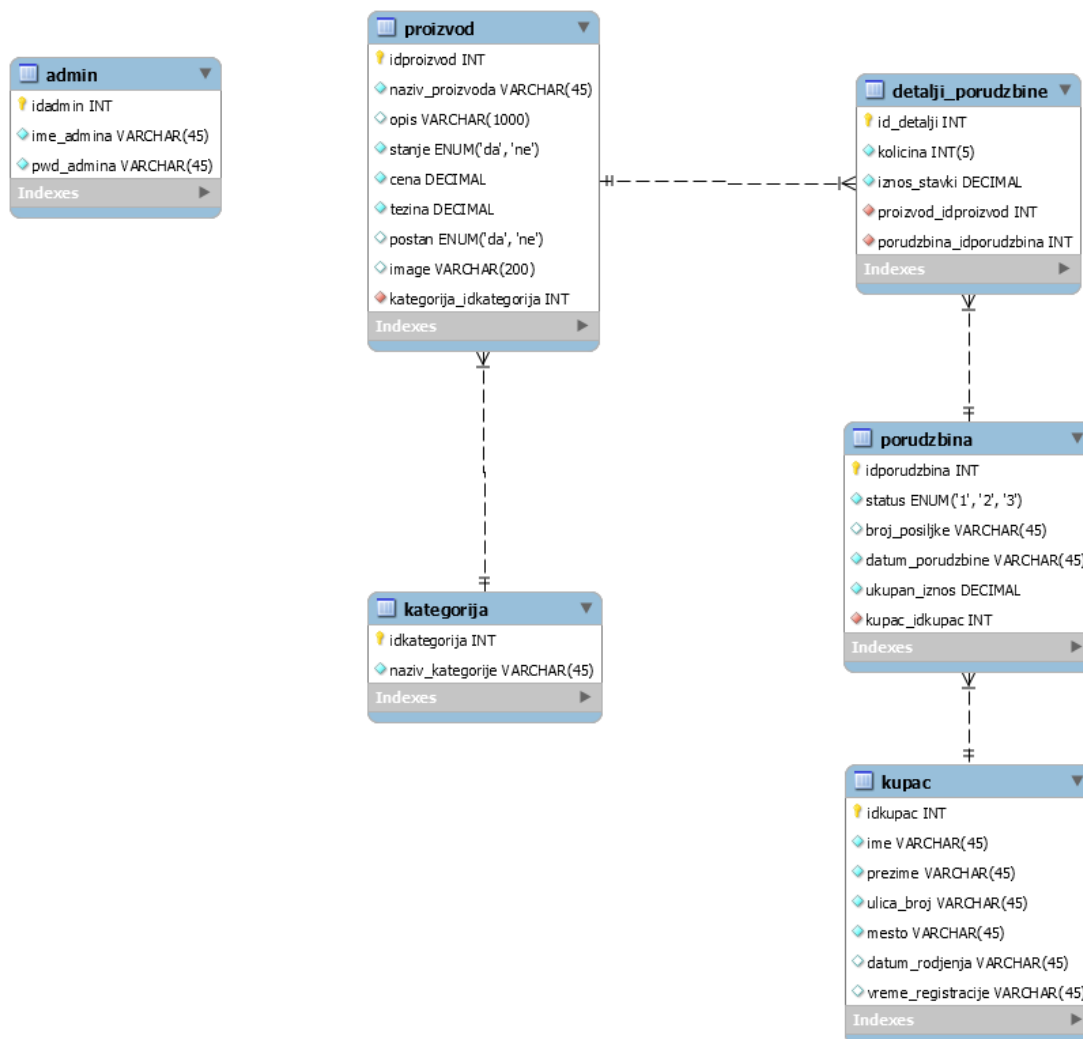 admin
idadmin INT
ime_admina VARCHAR(45)
pwd_admina VARCHAR(45)
Indexes
proizvod
idproizvod INT
naziv_proizvoda VARCHAR(45)
opis VARCHAR(1000)
stanje ENUM('da', 'ne')
cena DECIMAL
tezina DECIMAL
postan ENUM('da', 'ne')
image VARCHAR(200)
kategorija_idkategorija INT
Indexes
kategorija
idkategorija INT
naziv_kategorije VARCHAR(45)
Indexes
detalji_porudzbine
id_detalji INT
kolicina INT(5)
iznos_stavki DECIMAL
proizvod_idproizvod INT
porudzbina_idporudzbina INT
Indexes
porudzbina
idporudzbina INT
status ENUM('1', '2', '3')
broj_posiljke VARCHAR(45)
datum_porudzbine VARCHAR(45)
ukupan_iznos DECIMAL
kupac_idkupac INT
Indexes
kupac
idkupac INT
ime VARCHAR(45)
prezime VARCHAR(45)
ulica_broj VARCHAR(45)
mesto VARCHAR(45)
datum_rodjenja VARCHAR(45)
vreme_registracije VARCHAR(45)
Indexes